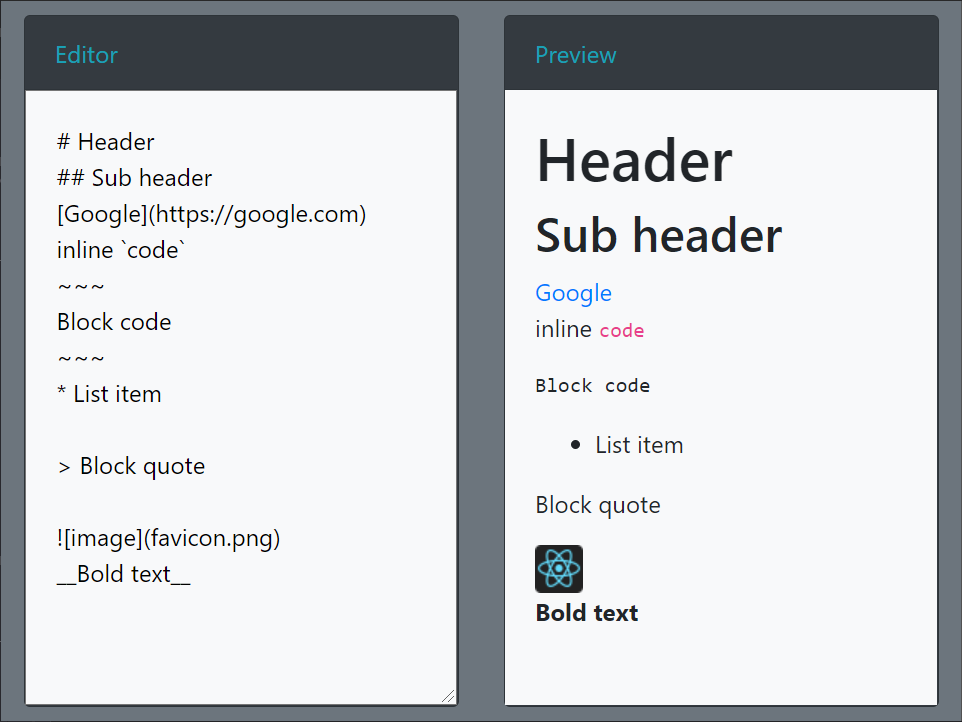 Editor
# Header
## Sub header
[Google](https://google.com)
inline `code`
~~~
Block code
~~~
* List item
> Block quote
![image](favicon.png)
__Bold text__
Preview
Header
Sub header
Google
inline code
Block code
• List item
Block quote
Bold text